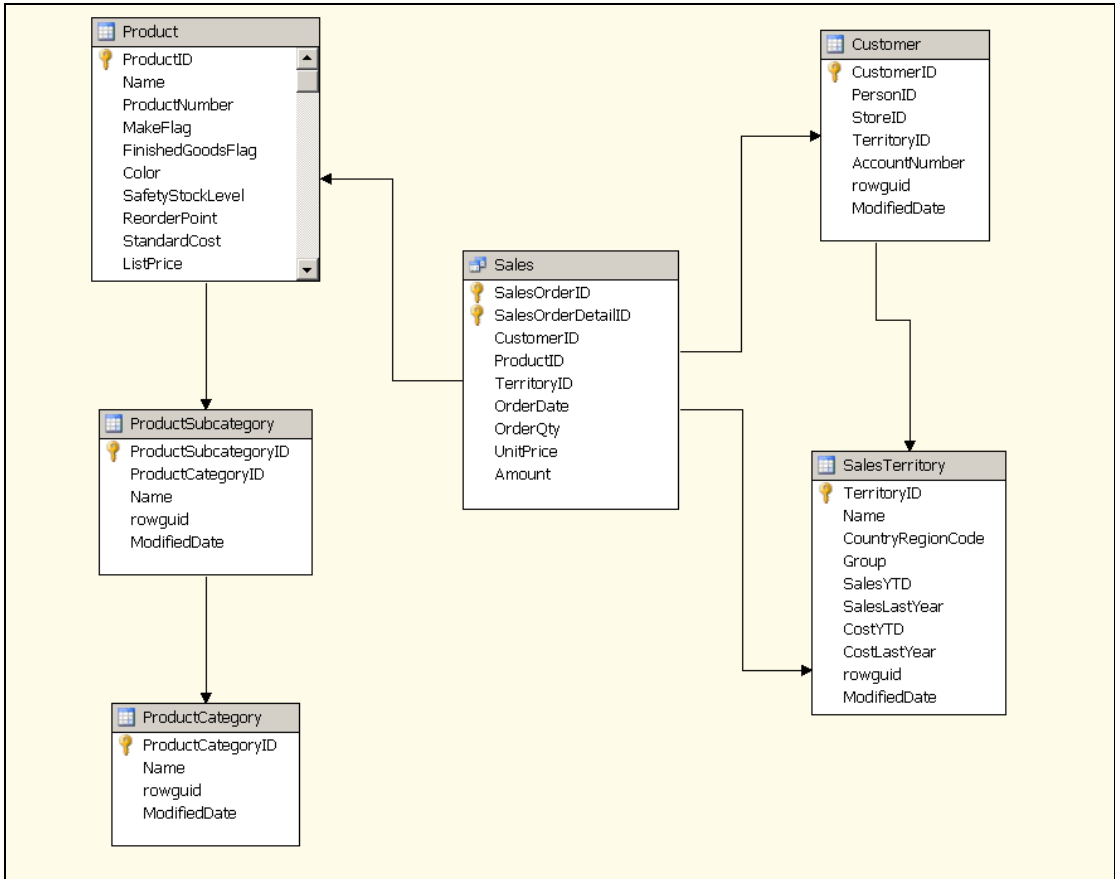 Product
ProductID
Name
ProductNumber
MakeFlag
FinishedGoodsFlag
Color
SafetyStockLevel
ReorderPoint
StandardCost
ListPrice
Customer
CustomerID
PersonID
StoreID
TerritoryID
AccountNumber
rowguid
ModifiedDate
Sales
SalesOrderID
SalesOrderDetailID
CustomerID
ProductID
TerritoryID
OrderDate
OrderQty
UnitPrice
Amount
ProductSubcategory
ProductSubcategoryID
ProductCategoryID
Name
rowguid
ModifiedDate
SalesTerritory
TerritoryID
Name
CountryRegionCode
Group
SalesYTD
SalesLastYear
CostYTD
CostLastYear
rowguid
ModifiedDate
ProductCategory
ProductCategoryID
Name
rowguid
ModifiedDate